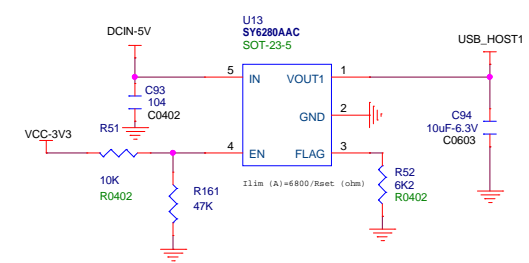 U13
SY6280AAC
SOT-23-5
DCIN-5V
USB_HOST1
5 IN VOUT1 1
C93
104
C0402
GND 2
C94
10uF-6.3V
C0603
VCC-3V3
R51
4 EN FLAG 3
10K
R0402
R161
47K
Ilim (A)=6800/Rset (ohm)
R52
6K2
R0402